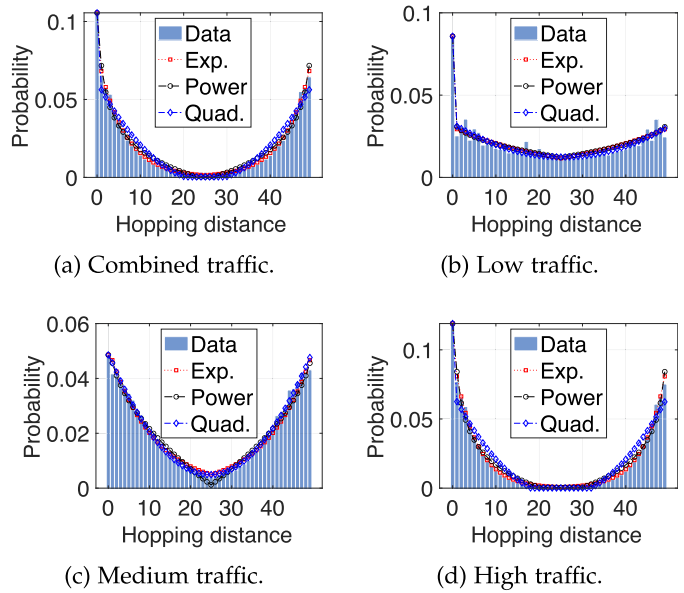 0.1
0.05
0
Probability
Data
Exp.
Power
Quad.
0 10 20 30 40
Hopping distance
(a) Combined traffic.
0.1
0.05
0
Probability
Data
Exp.
Power
Quad.
0 10 20 30 40
Hopping distance
(b) Low traffic.
0.06
0.04
0.02
0
Probability
Data
Exp.
Power
Quad.
0 10 20 30 40
Hopping distance
(c) Medium traffic.
0.1
0.05
0
Probability
Data
Exp.
Power
Quad.
0 10 20 30 40
Hopping distance
(d) High traffic.